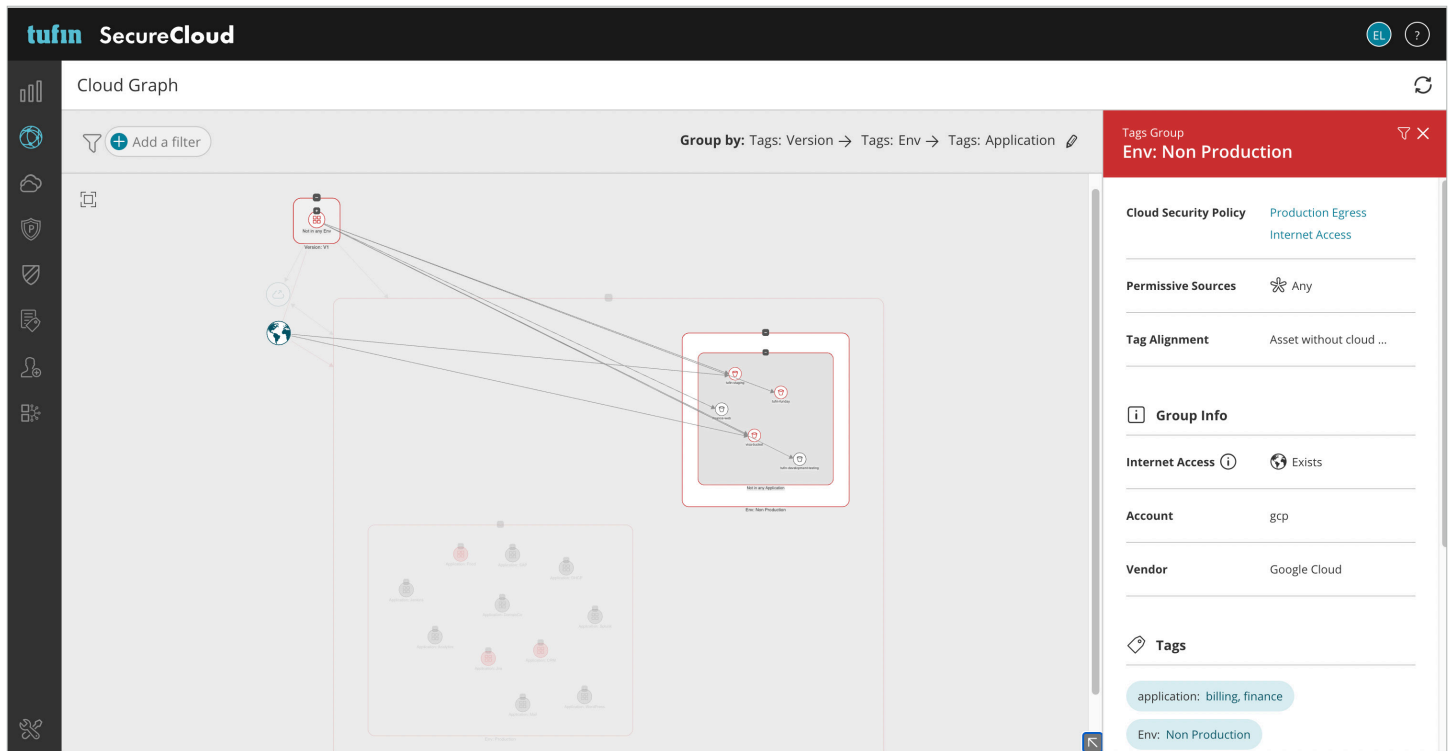 tufin SecureCloud
EL ?
Cloud Graph
Add a filter
Group by: Tags: Version → Tags: Env → Tags: Application
Tags Group
Env: Non Production
Not in any Env
Version: V1
Cloud Security Policy Production Egress
Internet Access
Permissive Sources Any
Tag Alignment Asset without cloud ...
Group Info
Internet Access Exists
Account gcp
Vendor Google Cloud
Tags
application: billing, finance
Env: Non Production
Not in any Application
Env: Non Production
Env: Production